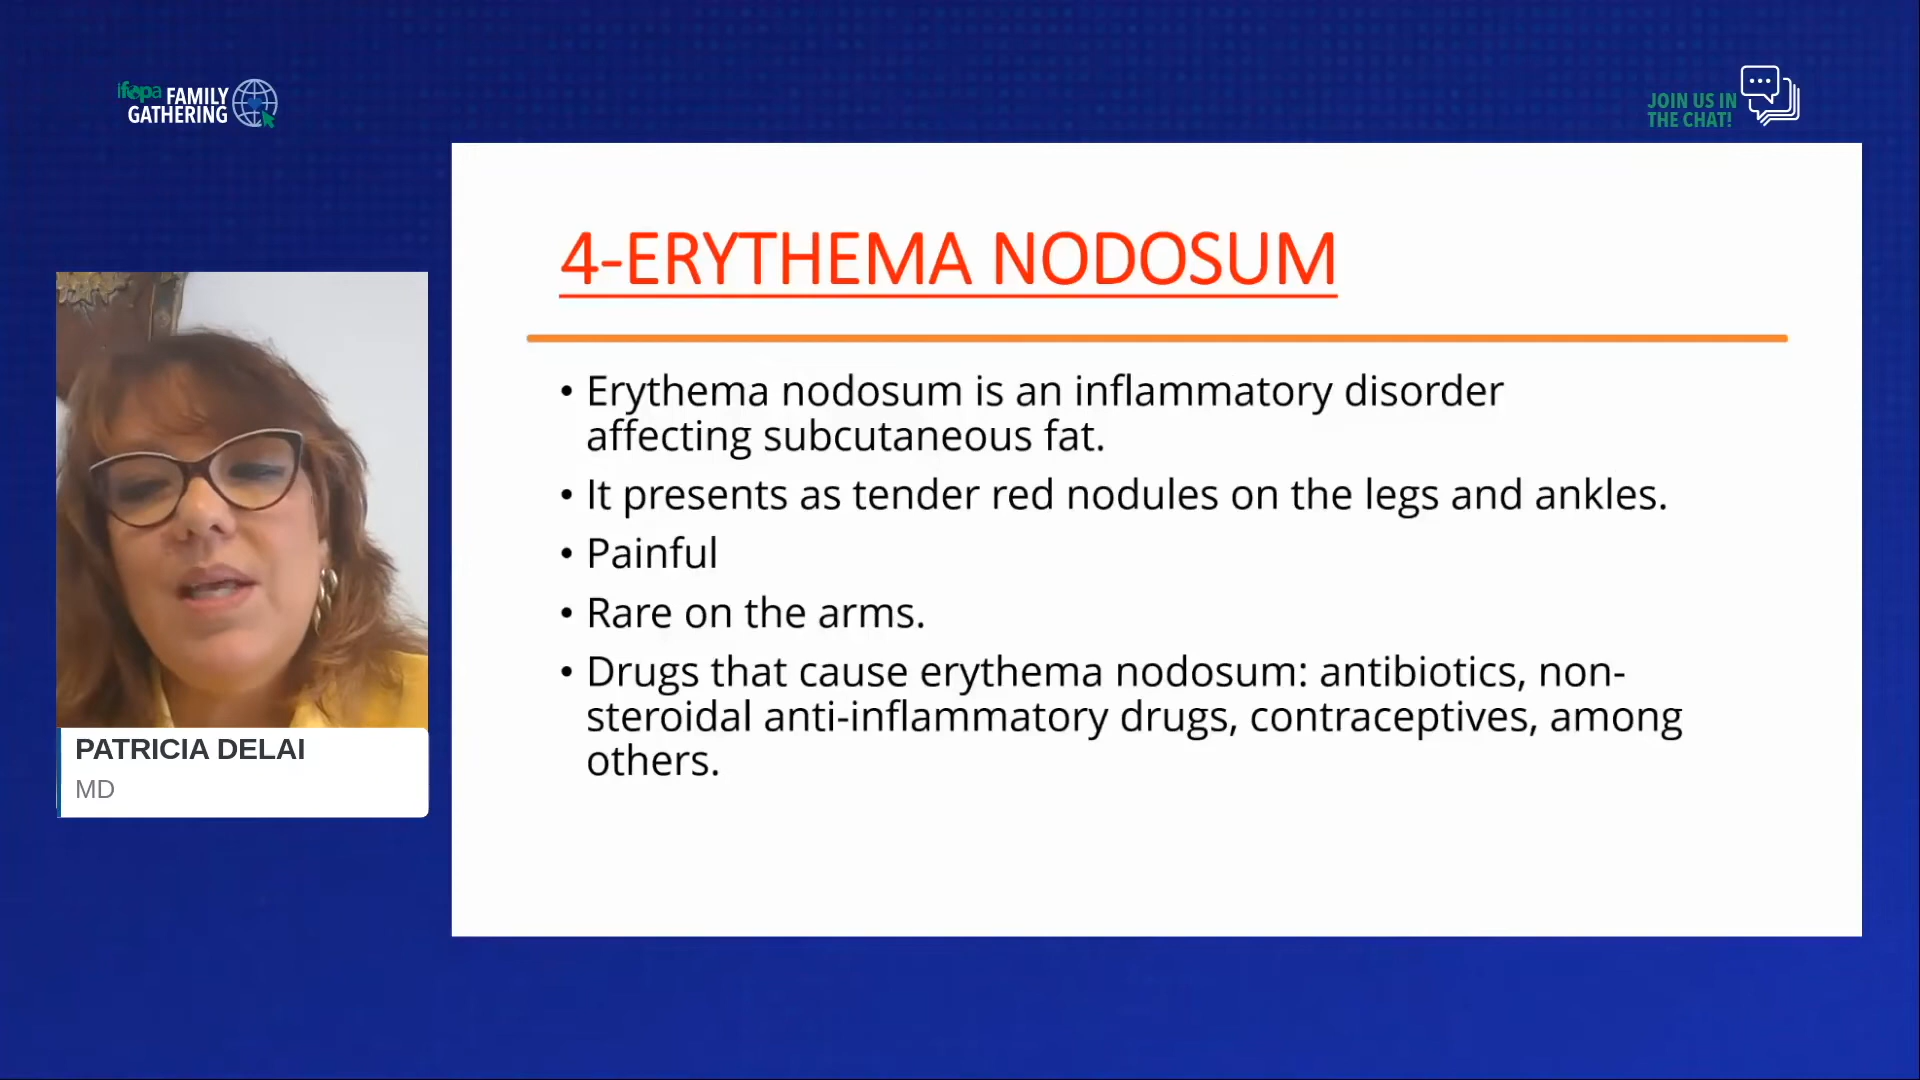 ifopa FAMILY
GATHERING
JOIN US IN
THE CHAT!
4-ERYTHEMA NODOSUM
• Erythema nodosum is an inflammatory disorder
affecting subcutaneous fat.
• It presents as tender red nodules on the legs and ankles.
• Painful
• Rare on the arms.
• Drugs that cause erythema nodosum: antibiotics, non-
steroidal anti-inflammatory drugs, contraceptives, among
others.
PATRICIA DELAI
MD